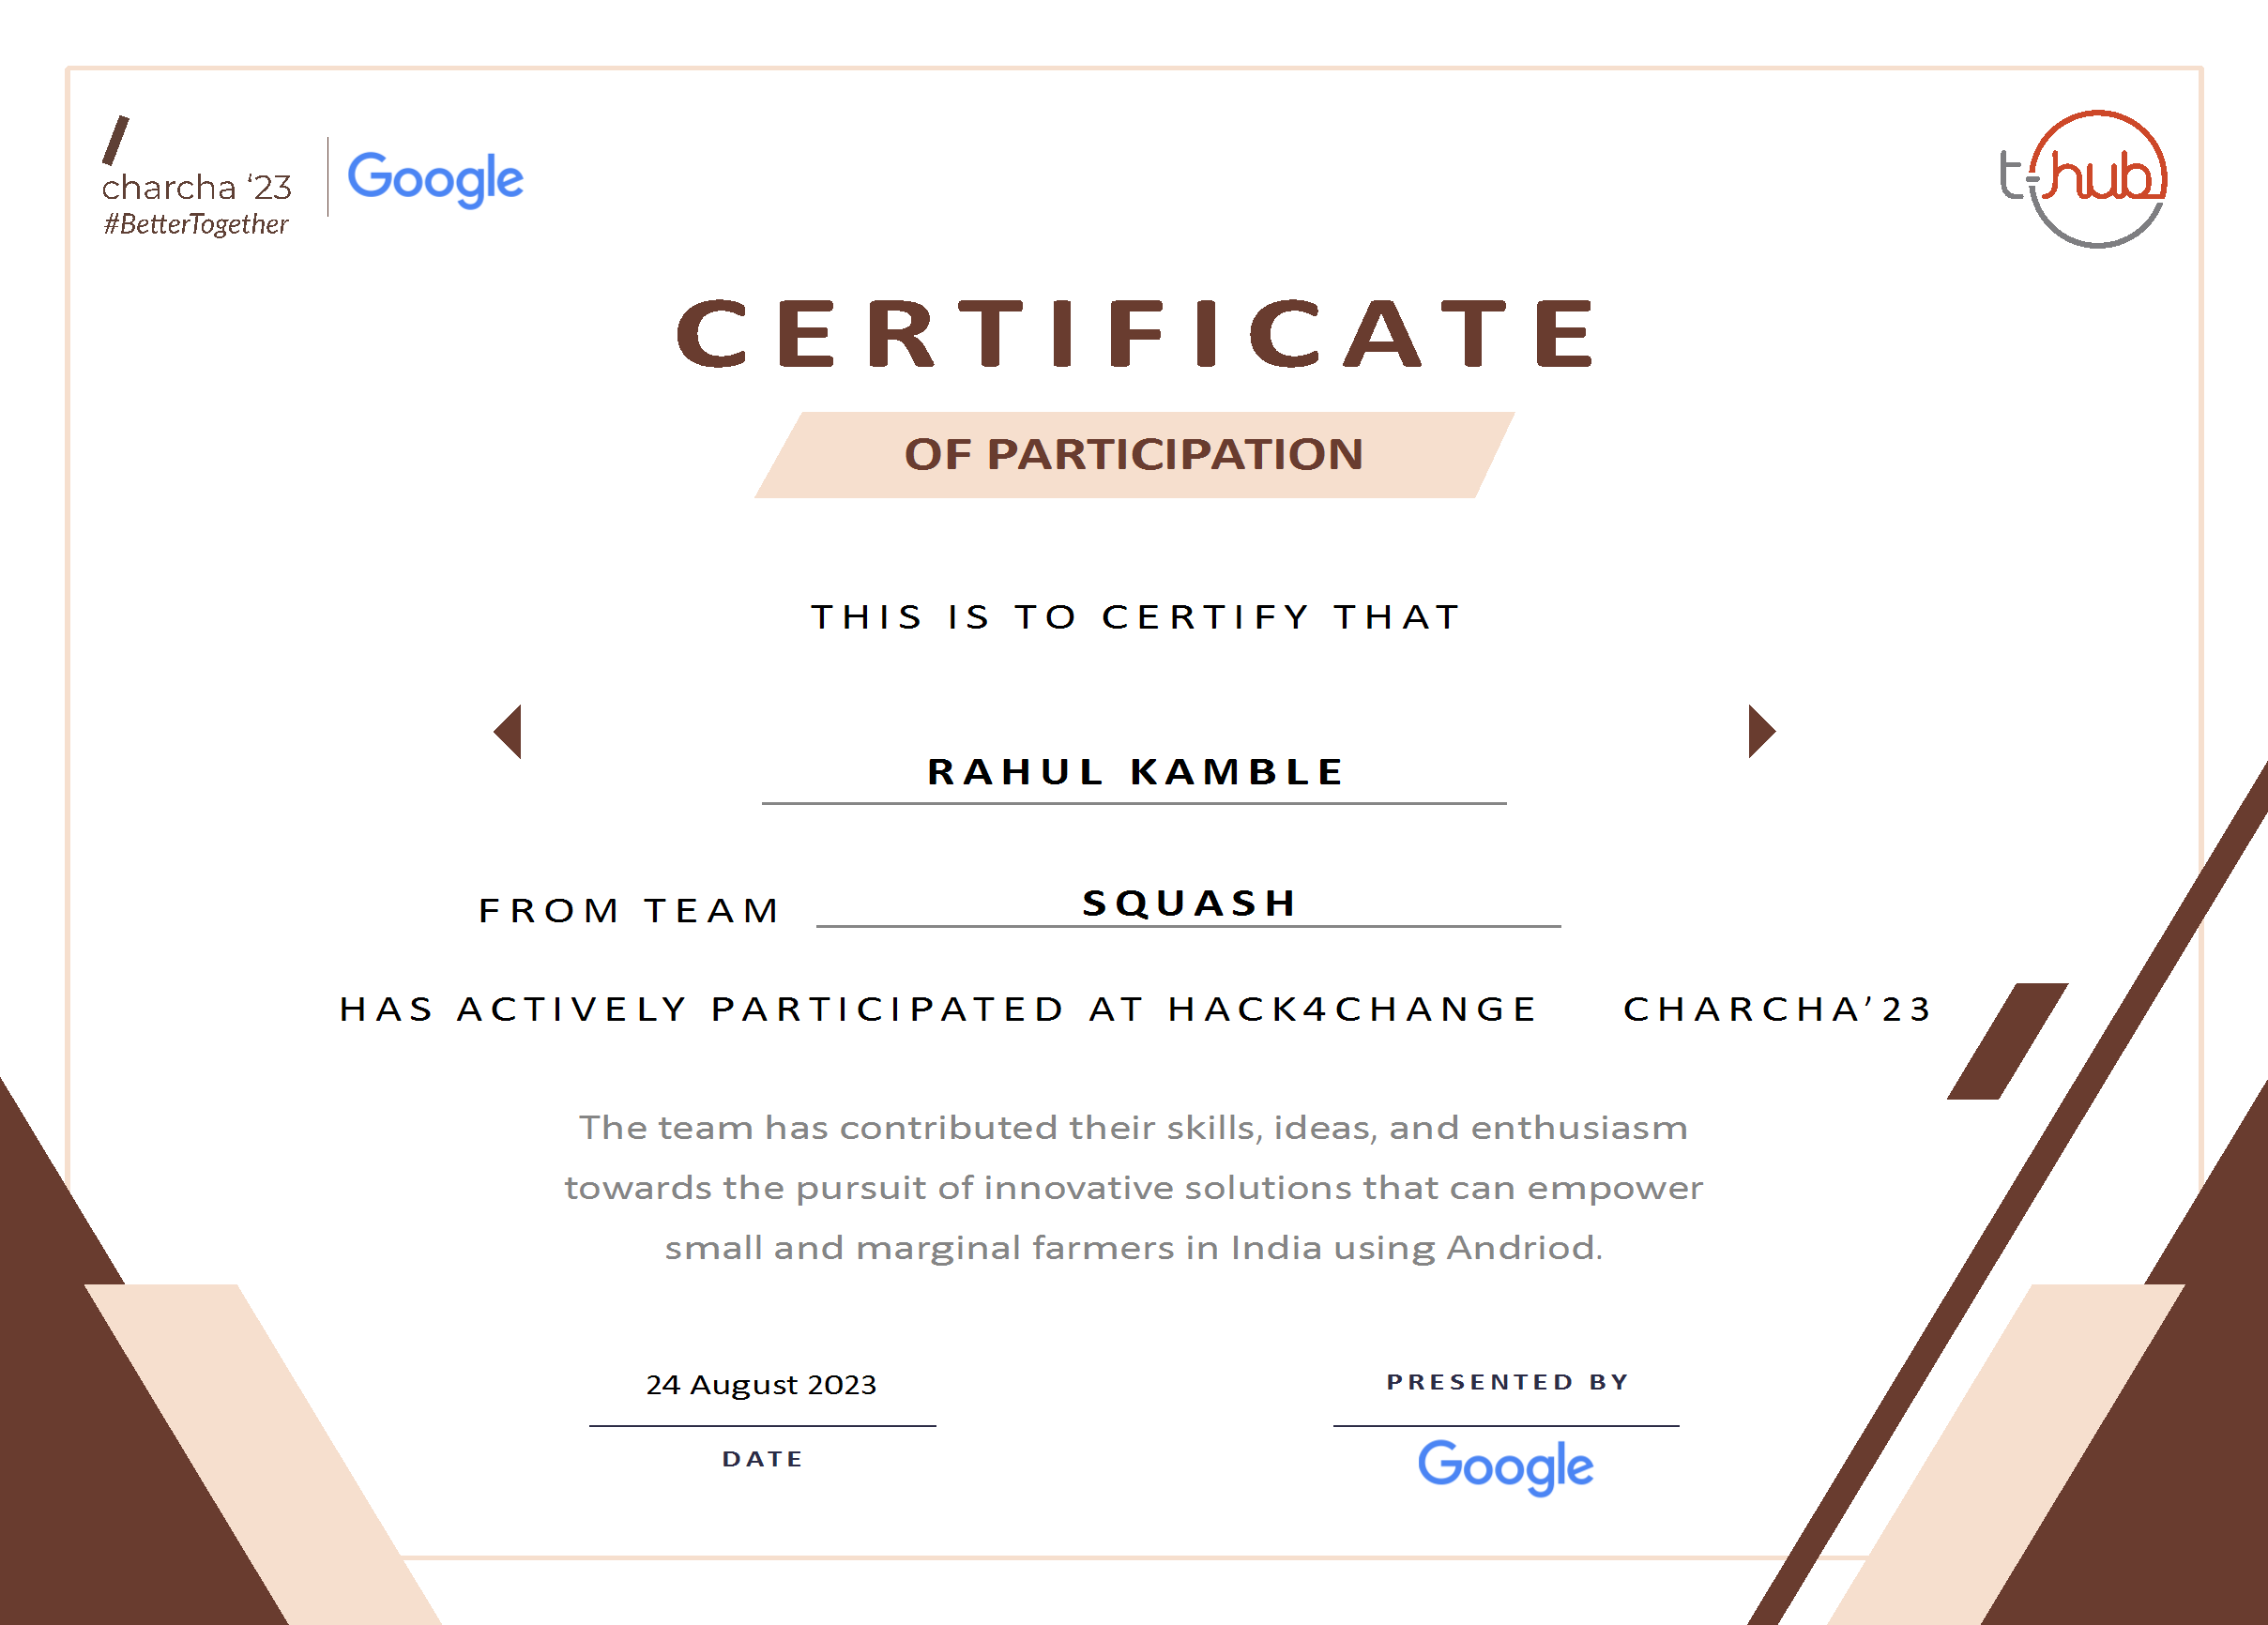 charcha ‘23
#BetterTogether
Google
t-hub
CERTIFICATE
OF PARTICIPATION
THIS IS TO CERTIFY THAT
RAHUL KAMBLE
FROM TEAM SQUASH
HAS ACTIVELY PARTICIPATED AT HACK4CHANGE CHARCHA’23
The team has contributed their skills, ideas, and enthusiasm
towards the pursuit of innovative solutions that can empower
small and marginal farmers in India using Andriod.
24 August 2023
DATE
PRESENTED BY
Google